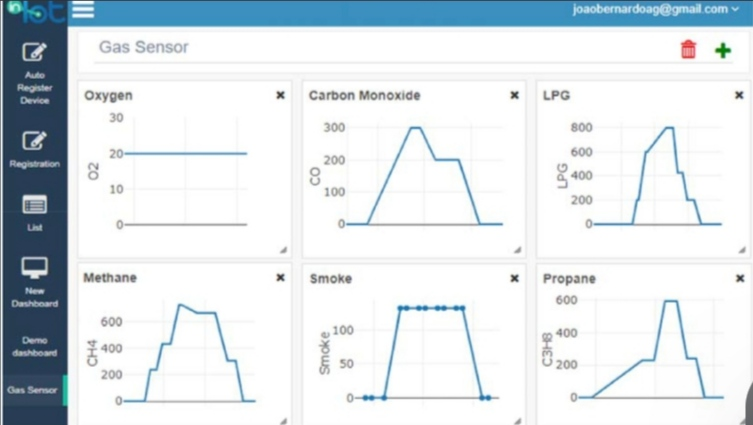 in IoT
joaobernardoag@gmail.com
Gas Sensor
Auto
Register
Device
Registration
List
New
Dashboard
Demo
dashboard
Gas Sensor
Oxygen
30
20
10
0
O2
Carbon Monoxide
300
200
100
0
CO
LPG
800
600
400
200
0
LPG
Methane
600
400
200
0
CH4
Smoke
100
50
0
Smoke
Propane
600
400
200
0
C3H8